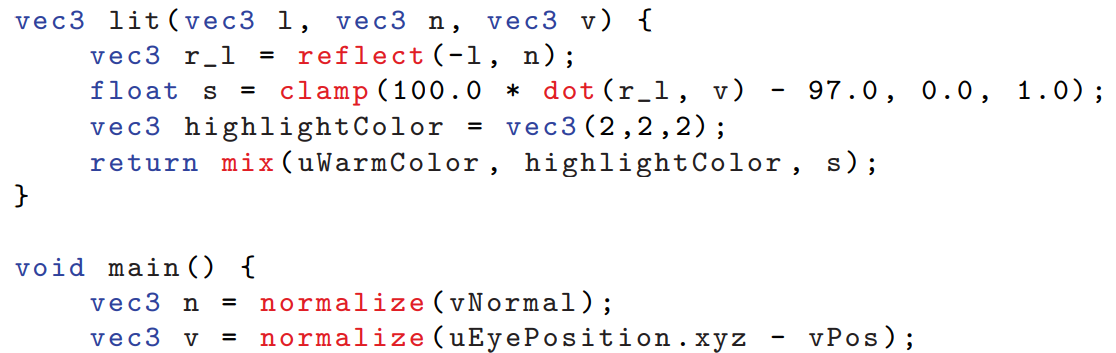 vec3 lit(vec3 l, vec3 n, vec3 v) {
    vec3 r_l = reflect(-l, n);
    float s = clamp(100.0 * dot(r_l, v) - 97.0, 0.0, 1.0);
    vec3 highlightColor = vec3(2,2,2);
    return mix(uWarmColor, highlightColor, s);
}

void main() {
    vec3 n = normalize(vNormal);
    vec3 v = normalize(uEyePosition.xyz - vPos);